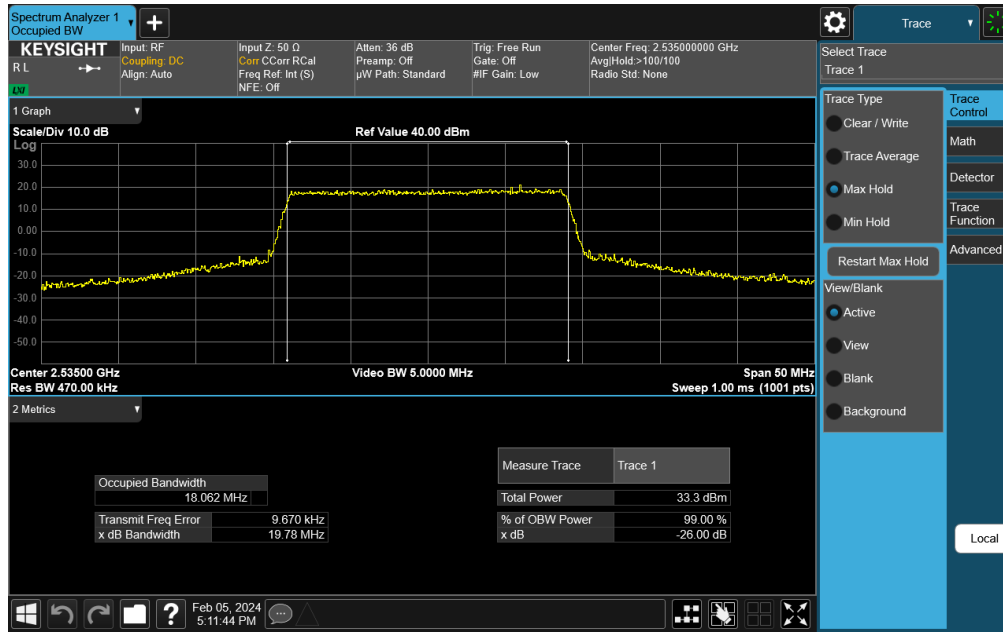 Spectrum Analyzer 1
Occupied BW
+
Trace
KEYSIGHT
R L
LXI
Input: RF
Coupling: DC
Align: Auto
Input Z: 50 Ω
Corr CCorr RCal
Freq Ref: Int (S)
NFE: Off
Atten: 36 dB
Preamp: Off
µW Path: Standard
Trig: Free Run
Gate: Off
#IF Gain: Low
Center Freq: 2.535000000 GHz
Avg|Hold:>100/100
Radio Std: None
Select Trace
Trace 1
1 Graph
Scale/Div 10.0 dB
Ref Value 40.00 dBm
Log
30.0
20.0
10.0
0.00
-10.0
-20.0
-30.0
-40.0
-50.0
Center 2.53500 GHz
Video BW 5.0000 MHz
Span 50 MHz
Res BW 470.00 kHz
Sweep 1.00 ms (1001 pts)
2 Metrics
Measure Trace Trace 1
Occupied Bandwidth
18.062 MHz
Total Power 33.3 dBm
Transmit Freq Error 9.670 kHz
% of OBW Power 99.00 %
x dB Bandwidth 19.78 MHz
x dB -26.00 dB
Trace Type
Clear / Write
Trace Average
Max Hold
Min Hold
Restart Max Hold
View/Blank
Active
View
Blank
Background
Trace
Control
Math
Detector
Trace
Function
Advanced
Local
?
Feb 05, 2024
5:11:44 PM